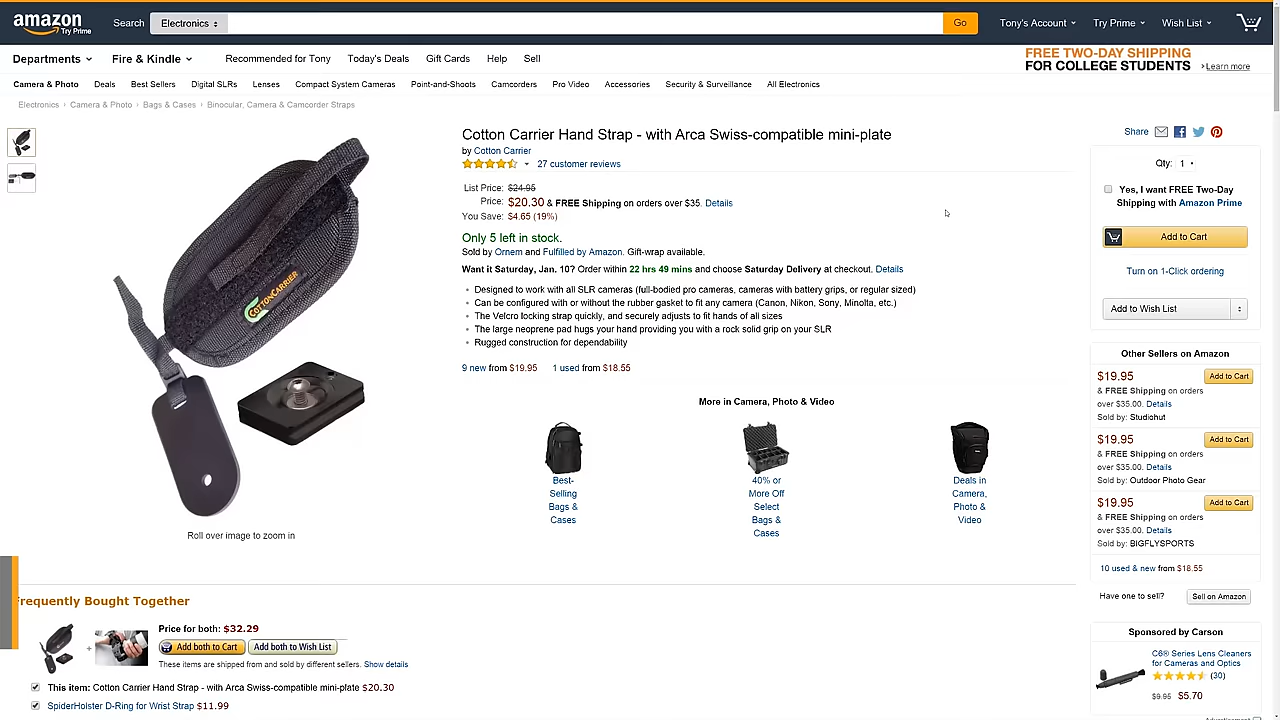 amazon
Try Prime
Search
Electronics
Go
Tony's Account
Try Prime
Wish List
Departments
Fire & Kindle
Recommended for Tony
Today's Deals
Gift Cards
Help
Sell
FREE TWO-DAY SHIPPING
FOR COLLEGE STUDENTS
› Learn more
Camera & Photo
Deals
Best Sellers
Digital SLRs
Lenses
Compact System Cameras
Point-and-Shoots
Camcorders
Pro Video
Accessories
Security & Surveillance
All Electronics
Electronics › Camera & Photo › Bags & Cases › Binocular, Camera & Camcorder Straps
COTTONCARRIER
Roll over image to zoom in
Cotton Carrier Hand Strap - with Arca Swiss-compatible mini-plate
by Cotton Carrier
27 customer reviews
List Price: $24.95
Price: $20.30 & FREE Shipping on orders over $35. Details
You Save: $4.65 (19%)
Only 5 left in stock.
Sold by Ornem and Fulfilled by Amazon. Gift-wrap available.
Want it Saturday, Jan. 10? Order within 22 hrs 49 mins and choose Saturday Delivery at checkout. Details
• Designed to work with all SLR cameras (full-bodied pro cameras, cameras with battery grips, or regular sized)
• Can be configured with or without the rubber gasket to fit any camera (Canon, Nikon, Sony, Minolta, etc.)
• The Velcro locking strap quickly, and securely adjusts to fit hands of all sizes
• The large neoprene pad hugs your hand providing you with a rock solid grip on your SLR
• Rugged construction for dependability
9 new from $19.95 1 used from $18.55
More in Camera, Photo & Video
Best-
Selling
Bags &
Cases
40% or
More Off
Select
Bags &
Cases
Deals in
Camera,
Photo &
Video
Share
Qty: 1
Yes, I want FREE Two-Day
Shipping with Amazon Prime
Add to Cart
Turn on 1-Click ordering
Add to Wish List
Other Sellers on Amazon
$19.95
Add to Cart
& FREE Shipping on orders
over $35.00. Details
Sold by: Studiohut
$19.95
Add to Cart
& FREE Shipping on orders
over $35.00. Details
Sold by: Outdoor Photo Gear
$19.95
Add to Cart
& FREE Shipping on orders
over $35.00. Details
Sold by: BIGFLYSPORTS
10 used & new from $18.55
Have one to sell?
Sell on Amazon
Sponsored by Carson
C6® Series Lens Cleaners
for Cameras and Optics
(30)
$9.95 $5.70
Advertisement
Frequently Bought Together
Price for both: $32.29
+
Add both to Cart
Add both to Wish List
These items are shipped from and sold by different sellers. Show details
This item: Cotton Carrier Hand Strap - with Arca Swiss-compatible mini-plate $20.30
SpiderHolster D-Ring for Wrist Strap $11.99